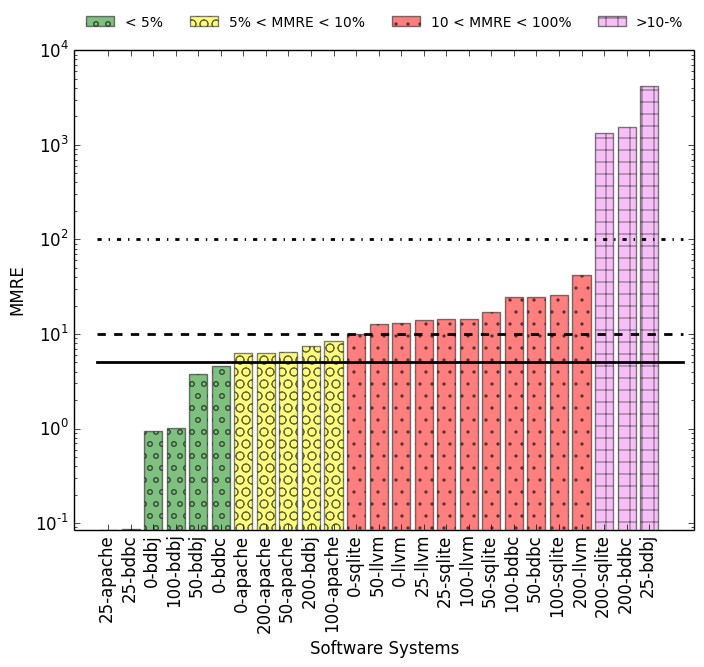 < 5% 5% < MMRE < 10% 10 < MMRE < 100% >10-%
10^4
10^3
10^2
10^1
10^0
10^-1
MMRE
25-apache
25-bdbc
0-bdbj
100-bdbj
50-bdbj
0-bdbc
0-apache
200-apache
50-apache
200-bdbj
100-apache
0-sqlite
50-llvm
0-llvm
25-llvm
25-sqlite
100-llvm
50-sqlite
100-bdbc
50-bdbc
100-sqlite
200-llvm
200-sqlite
200-bdbc
25-bdbj
Software Systems